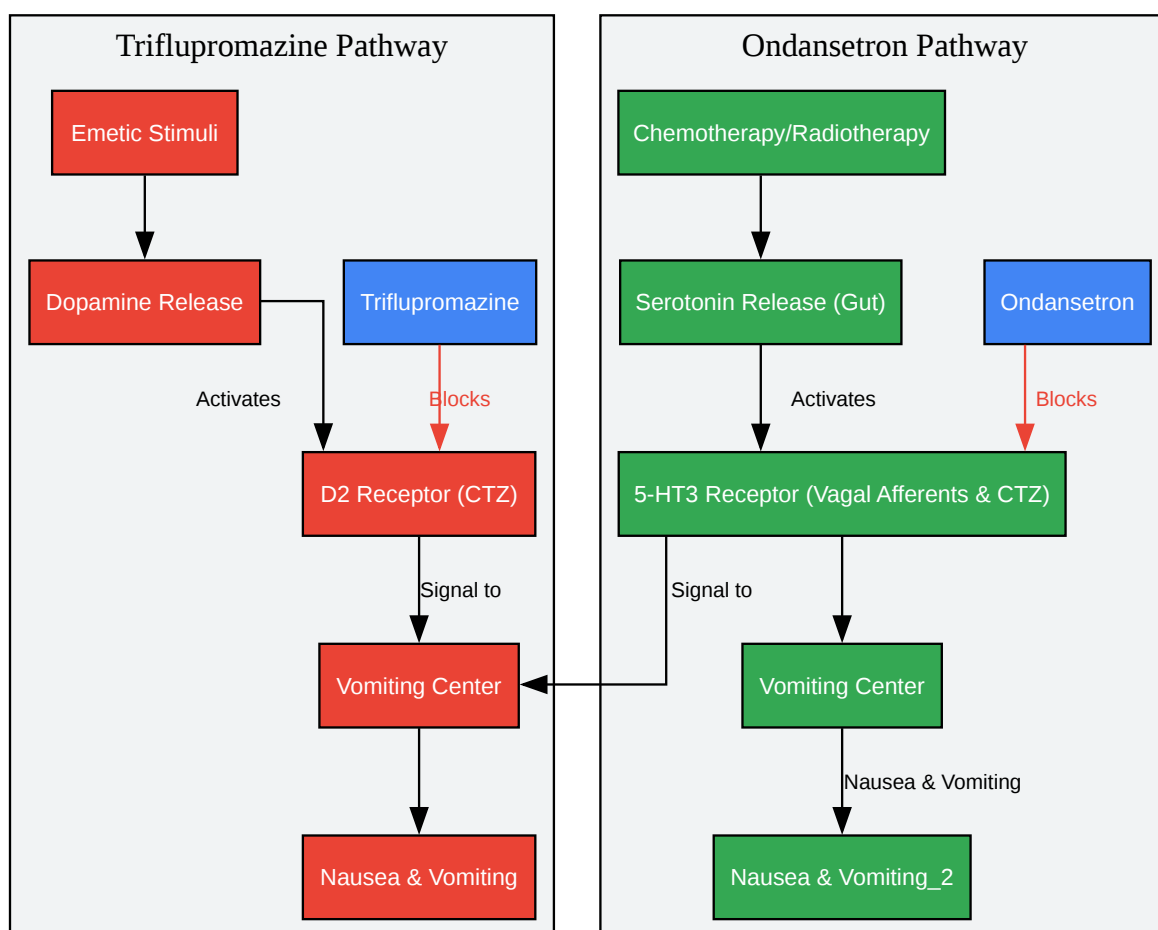 Triflupromazine Pathway
Emetic Stimuli
Dopamine Release
Triflupromazine
Activates
Blocks
D2 Receptor (CTZ)
Signal to
Vomiting Center
Nausea & Vomiting
Ondansetron Pathway
Chemotherapy/Radiotherapy
Serotonin Release (Gut)
Ondansetron
Activates
Blocks
5-HT3 Receptor (Vagal Afferents & CTZ)
Signal to
Vomiting Center
Nausea & Vomiting
Nausea & Vomiting_2